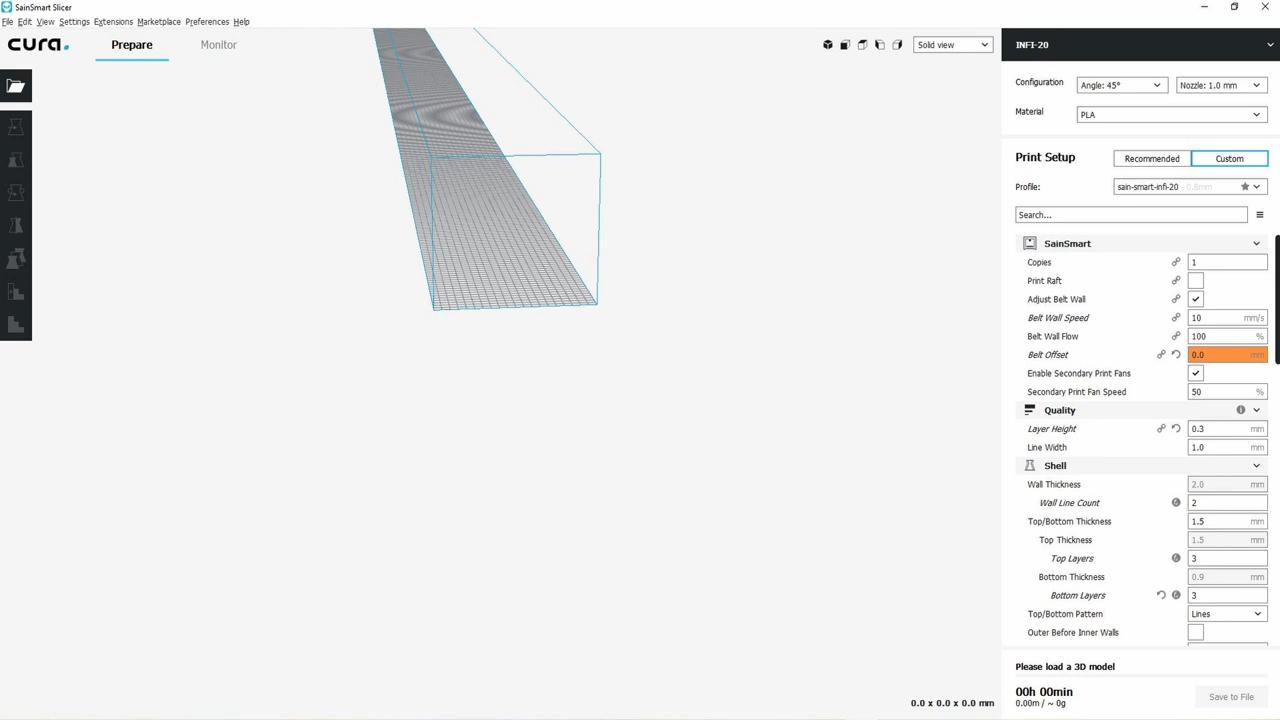 SainSmart Slicer
File Edit View Settings Extensions Marketplace Preferences Help
cura.
Prepare
Monitor
Solid view
INFI-20
Configuration
Angle: 45°
Nozzle: 1.0 mm
Material
PLA
Print Setup
Recommended
Custom
Profile:
sain-smart-infi-20 - 0.8mm
Search...
SainSmart
Copies
1
Print Raft
Adjust Belt Wall
Belt Wall Speed
10 mm/s
Belt Wall Flow
100 %
Belt Offset
0.0 mm
Enable Secondary Print Fans
Secondary Print Fan Speed
50 %
Quality
Layer Height
0.3 mm
Line Width
1.0 mm
Shell
Wall Thickness
2.0 mm
Wall Line Count
2
Top/Bottom Thickness
1.5 mm
Top Thickness
1.5 mm
Top Layers
3
Bottom Thickness
0.9 mm
Bottom Layers
3
Top/Bottom Pattern
Lines
Outer Before Inner Walls
Please load a 3D model
00h 00min
0.00m / ~ 0g
Save to File
0.0 x 0.0 x 0.0 mm